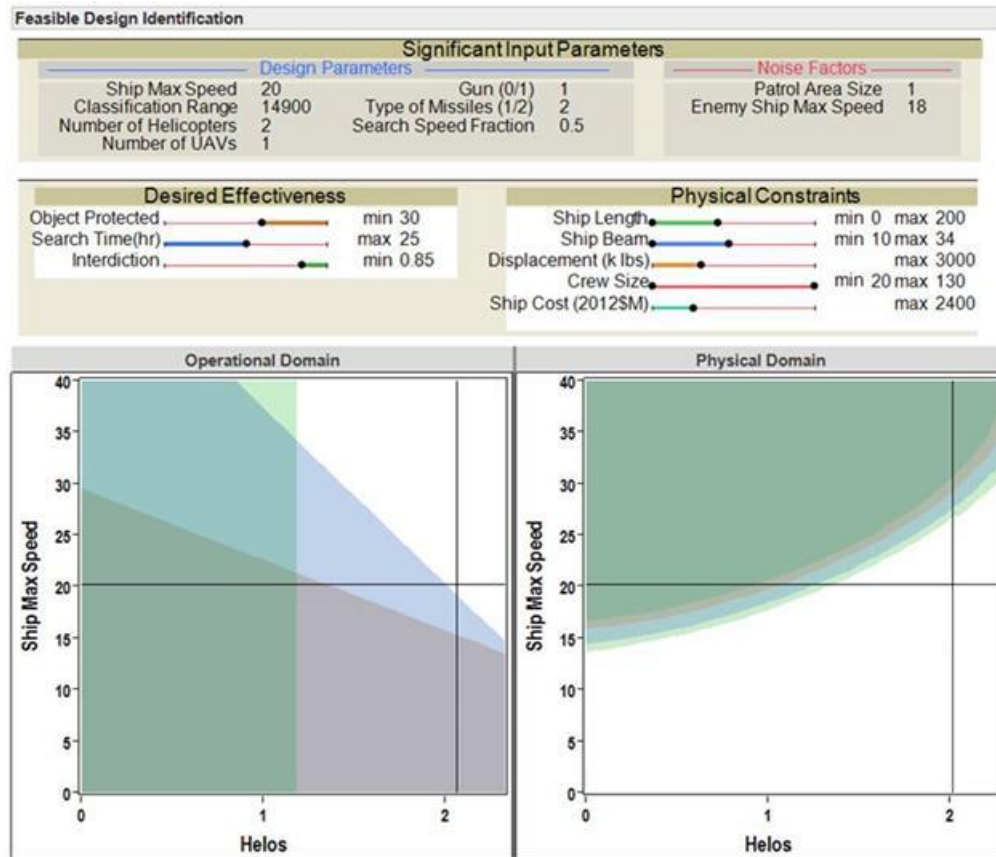 Feasible Design Identification
Significant Input Parameters
Design Parameters
Noise Factors
Ship Max Speed 20 Gun (0/1) 1 Patrol Area Size 1
Classification Range 14900 Type of Missiles (1/2) 2 Enemy Ship Max Speed 18
Number of Helicopters 2 Search Speed Fraction 0.5
Number of UAVs 1
Desired Effectiveness
Object Protected min 30
Search Time(hr) max 25
Interdiction min 0.85
Physical Constraints
Ship Length min 0 max 200
Ship Beam min 10 max 34
Displacement (k lbs) max 3000
Crew Size min 20 max 130
Ship Cost (2012$M) max 2400
Operational Domain
40
35
30
25
20
15
10
5
0
Ship Max Speed
0 1 2
Helos
Physical Domain
40
35
30
25
20
15
10
5
0
Ship Max Speed
0 1 2
Helos